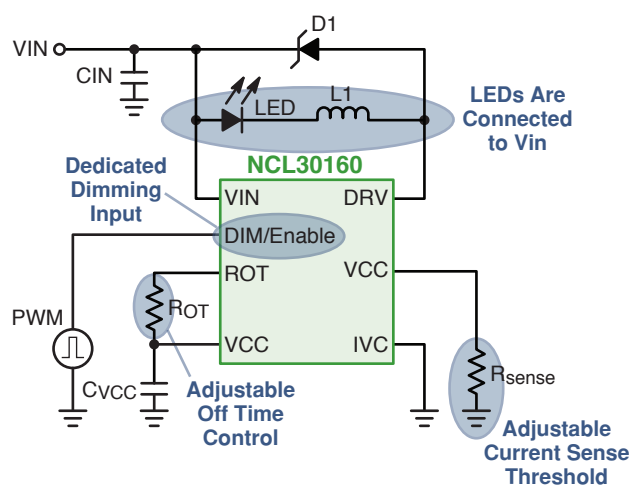 D1
VIN
CIN
LED
L1
LEDs Are
Connected
to Vin
Dedicated
Dimming
Input
NCL30160
VIN
DRV
DIM/Enable
ROT
VCC
ROT
PWM
VCC
IVC
Rsense
CVCC
Adjustable
Off Time
Control
Adjustable
Current Sense
Threshold